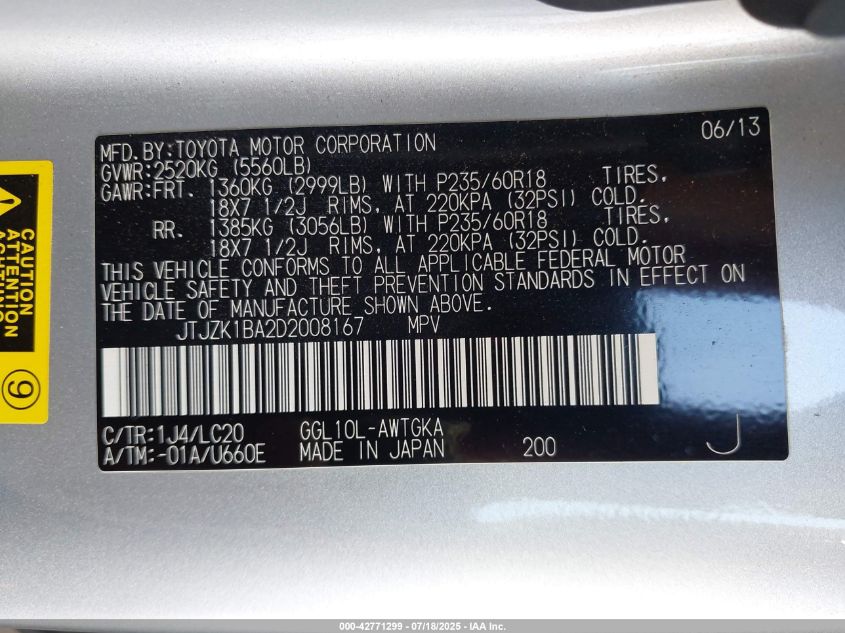 MFD. BY: TOYOTA MOTOR CORPORATION 06/13
GVWR: 2520KG (5560LB)
GAWR: FRT. 1360KG (2999LB) WITH P235/60R18 TIRES,
18X7 1/2J RIMS, AT 220KPA (32PSI) COLD.
RR. 1385KG (3056LB) WITH P235/60R18 TIRES,
18X7 1/2J RIMS, AT 220KPA (32PSI) COLD.
THIS VEHICLE CONFORMS TO ALL APPLICABLE FEDERAL MOTOR
VEHICLE SAFETY AND THEFT PREVENTION STANDARDS IN EFFECT ON
THE DATE OF MANUFACTURE SHOWN ABOVE.
JTJZK1BA2D2008167 MPV
C/TR: 1J4/LC20 GGL10L-AWTGKA
A/TM: -01A/U660E MADE IN JAPAN 200 J
CAUTION
ATTENTION
9
000-42771299 - 07/18/2025 - IAA Inc.